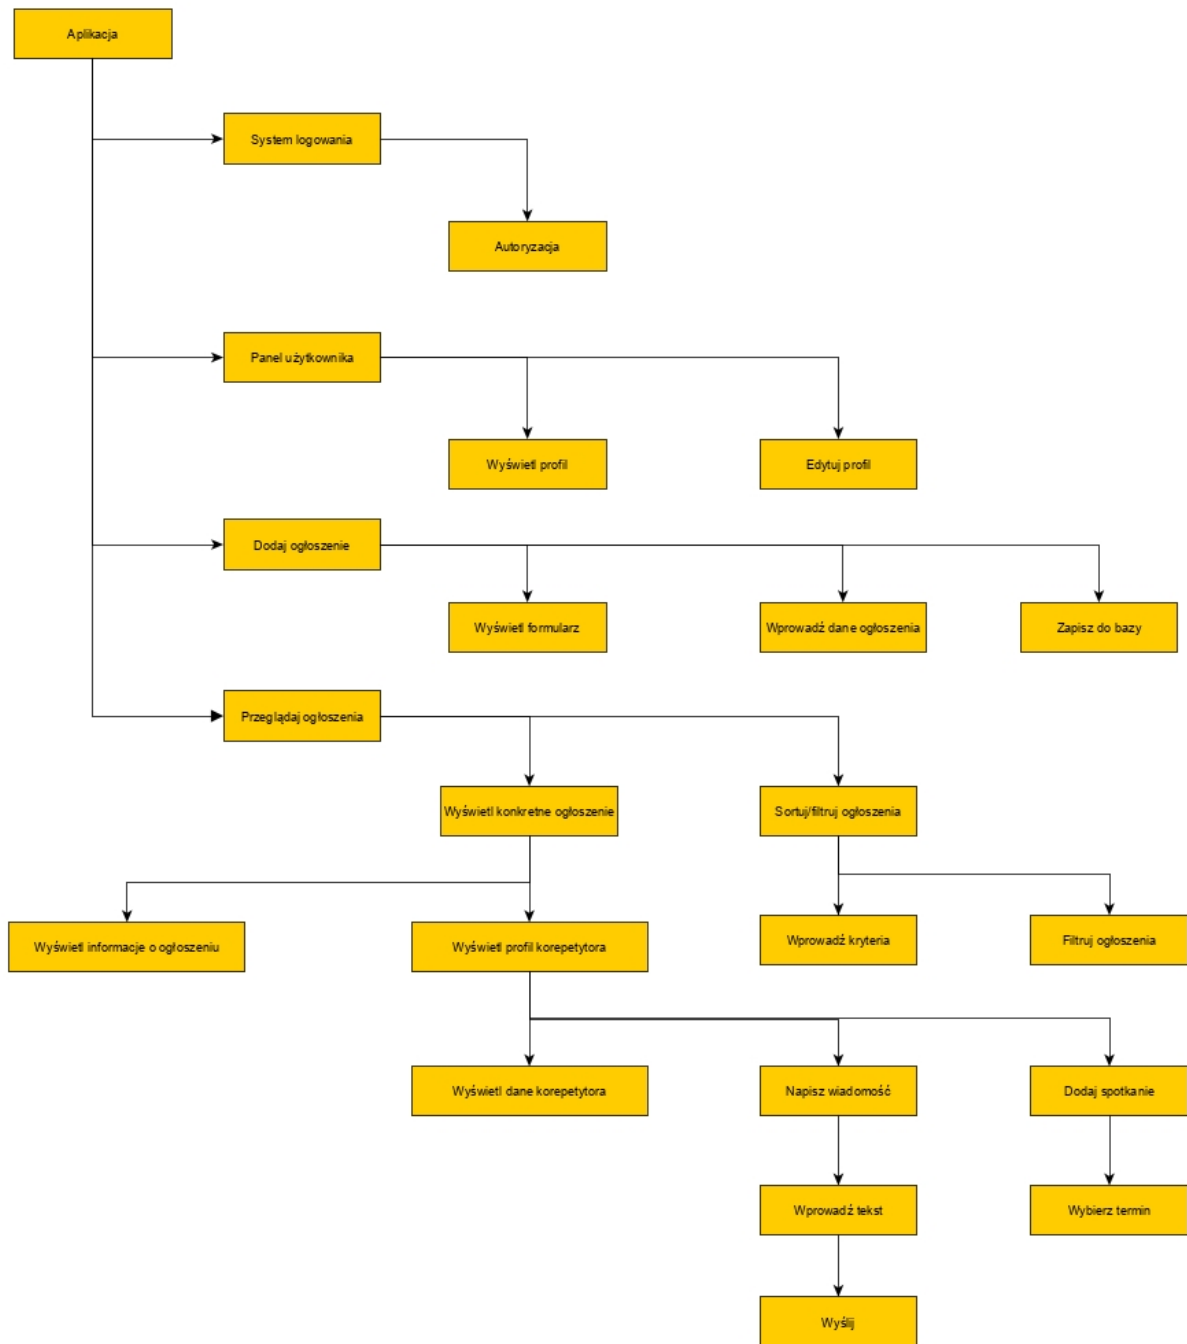 Aplikacja
System logowania
Autoryzacja
Panel użytkownika
Wyświetl profil
Edytuj profil
Dodaj ogłoszenie
Wyświetl formularz
Wprowadź dane ogłoszenia
Zapisz do bazy
Przeglądaj ogłoszenia
Wyświetl konkretne ogłoszenie
Sortuj/filtruj ogłoszenia
Wyświetl informacje o ogłoszeniu
Wyświetl profil korepetytora
Wprowadź kryteria
Filtruj ogłoszenia
Wyświetl dane korepetytora
Napisz wiadomość
Dodaj spotkanie
Wprowadź tekst
Wybierz termin
Wyślij